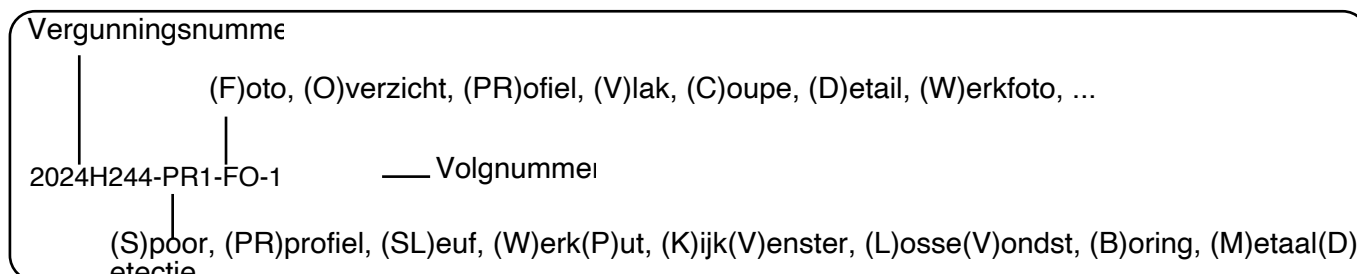 Vergunningsnumme
(F)oto, (O)verzicht, (PR)ofiel, (V)lak, (C)oupe, (D)etail, (W)erkfoto, ...
2024H244-PR1-FO-1
Volgnummer
(S)poor, (PR)profiel, (SL)euf, (W)erk(P)ut, (K)ijk(V)enster, (L)osse(V)ondst, (B)oring, (M)etaal(D)
etectie